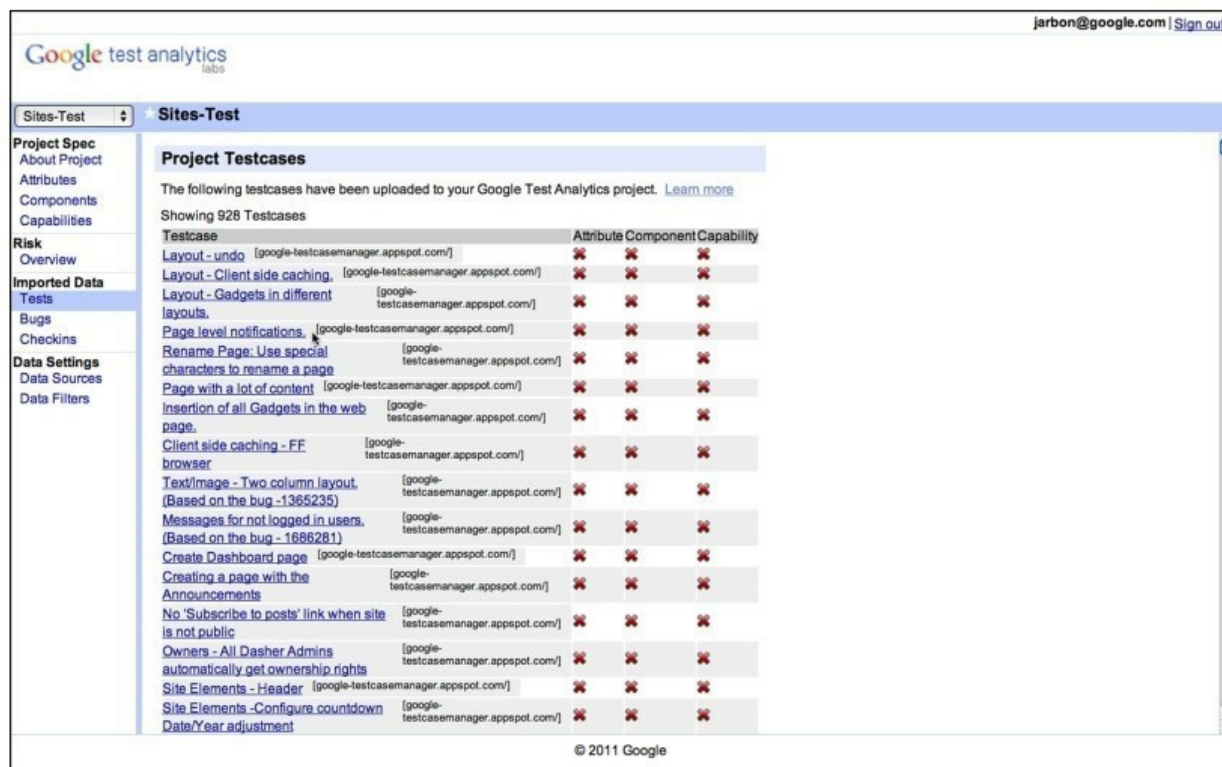 jarbon@google.com | Sign out
Google test analytics
labs
Sites-Test
Sites-Test
Project Spec
About Project
Attributes
Components
Capabilities
Risk
Overview
Imported Data
Tests
Bugs
Checkins
Data Settings
Data Sources
Data Filters
Project Testcases
The following testcases have been uploaded to your Google Test Analytics project. Learn more
Showing 928 Testcases
Testcase Attribute Component Capability
Layout - undo [google-testcasemanager.appspot.com/]
Layout - Client side caching. [google-testcasemanager.appspot.com/]
Layout - Gadgets in different [google-
layouts. testcasemanager.appspot.com/]
Page level notifications. [google-testcasemanager.appspot.com/]
Rename Page: Use special [google-
characters to rename a page testcasemanager.appspot.com/]
Page with a lot of content [google-testcasemanager.appspot.com/]
Insertion of all Gadgets in the web [google-
page. testcasemanager.appspot.com/]
Client side caching - FF [google-
browser testcasemanager.appspot.com/]
Text/Image - Two column layout. [google-
(Based on the bug -1365235) testcasemanager.appspot.com/]
Messages for not logged in users. [google-
(Based on the bug - 1686281) testcasemanager.appspot.com/]
Create Dashboard page [google-testcasemanager.appspot.com/]
Creating a page with the [google-
Announcements testcasemanager.appspot.com/]
No 'Subscribe to posts' link when site [google-
is not public testcasemanager.appspot.com/]
Owners - All Dasher Admins [google-
automatically get ownership rights testcasemanager.appspot.com/]
Site Elements - Header [google-testcasemanager.appspot.com/]
Site Elements -Configure countdown [google-
Date/Year adjustment testcasemanager.appspot.com/]
© 2011 Google